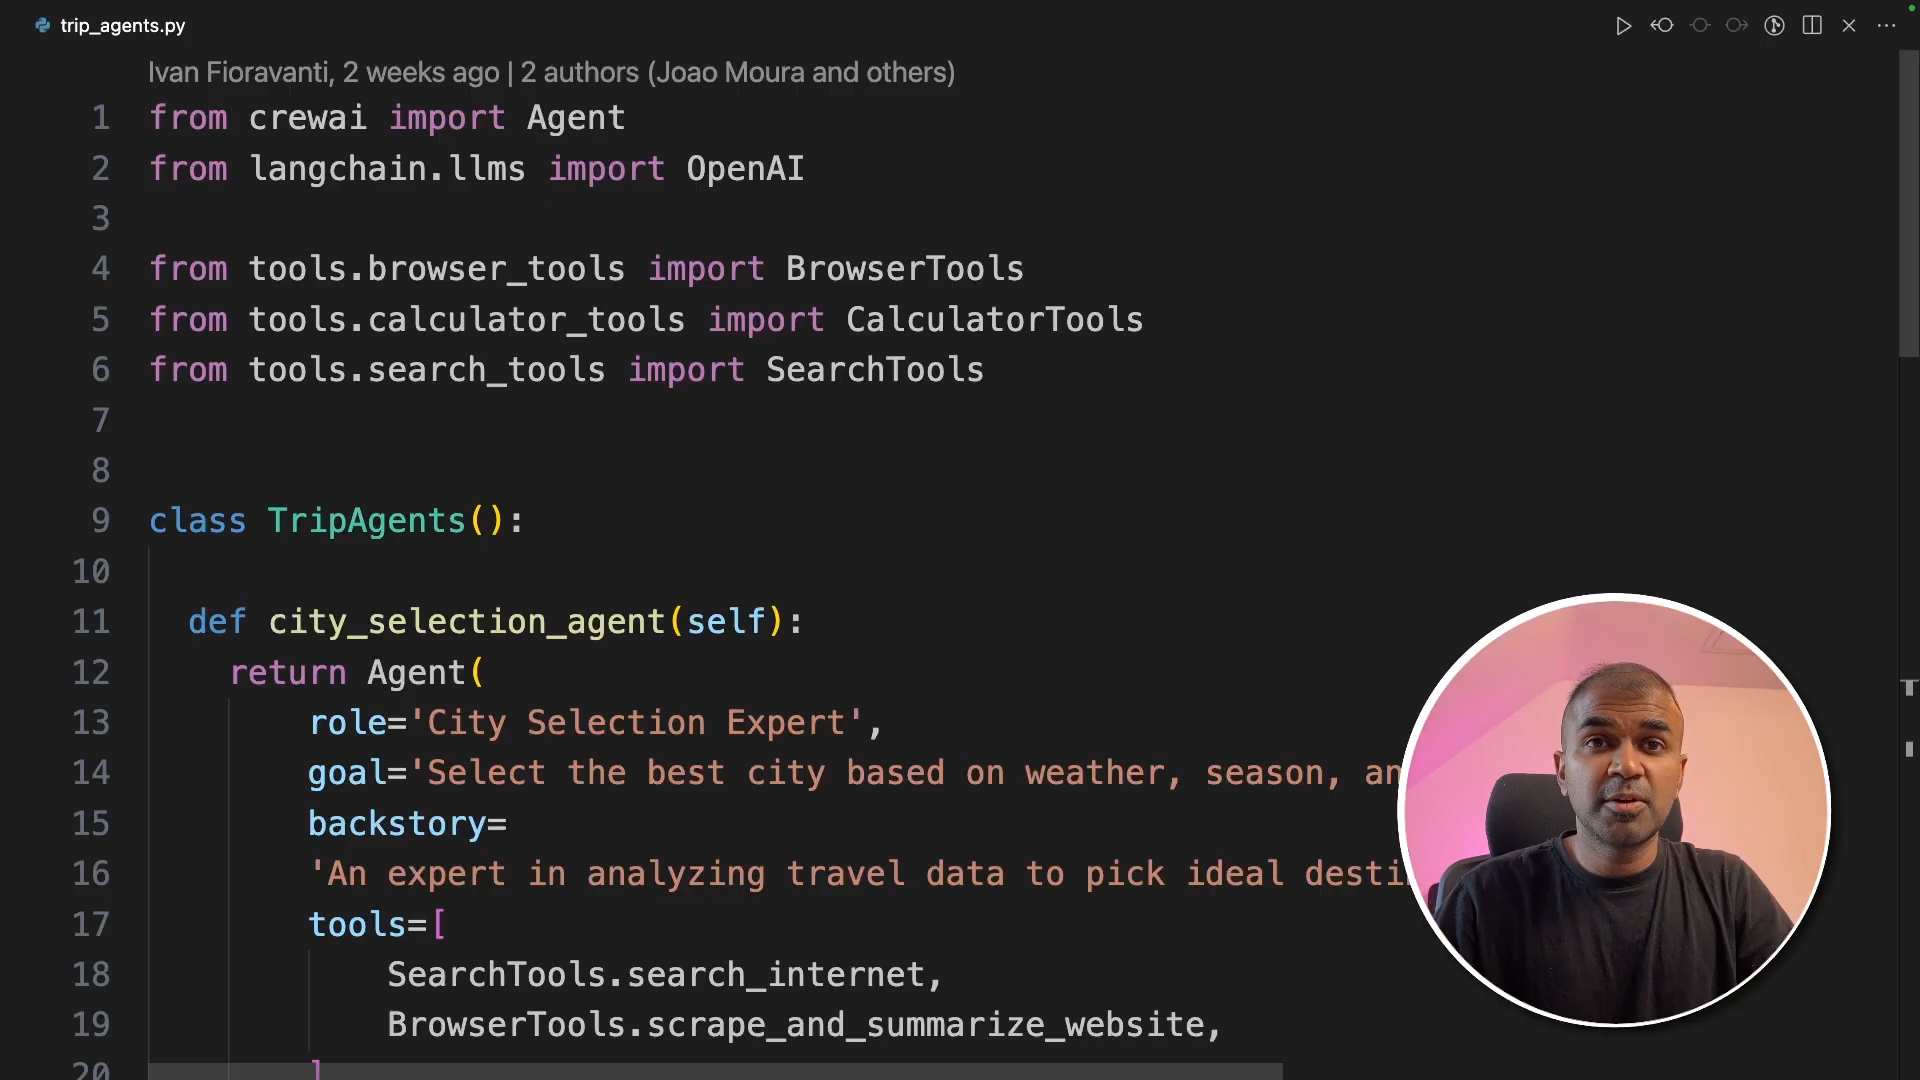 trip_agents.py
Ivan Fioravanti, 2 weeks ago | 2 authors (Joao Moura and others)
1 from crewai import Agent
2 from langchain.llms import OpenAI
3
4 from tools.browser_tools import BrowserTools
5 from tools.calculator_tools import CalculatorTools
6 from tools.search_tools import SearchTools
7
8
9 class TripAgents():
10
11 def city_selection_agent(self):
12 return Agent(
13 role='City Selection Expert',
14 goal='Select the best city based on weather, season, an
15 backstory=
16 'An expert in analyzing travel data to pick ideal desti
17 tools=[
18 SearchTools.search_internet,
19 BrowserTools.scrape_and_summarize_website,
20 ]